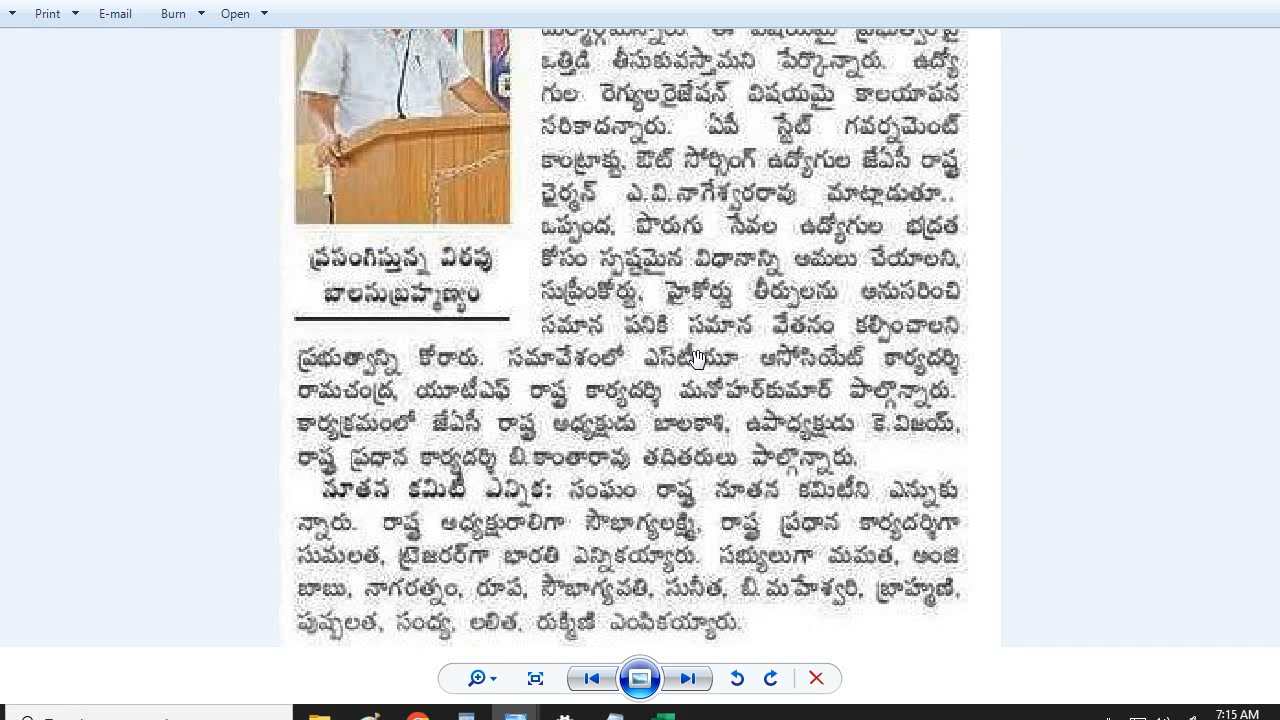 Print
E-mail
Burn
Open
ఒత్తిడి తీసుకువస్తామని పేర్కొన్నారు. ఉద్యో
గుల రెగ్యులరైజేషన్ విషయమై కాలయాపన
సరికాదన్నారు. ఏపీ స్టేట్ గవర్నమెంట్
కాంట్రాక్టు, ఔట్ సోర్సింగ్ ఉద్యోగుల జేఏసీ రాష్ట్ర
చైర్మన్ ఎ.వి.నాగేశ్వరరావు మాట్లాడుతూ..
ఒప్పంద, పొరుగు సేవల ఉద్యోగుల భద్రత
కోసం స్పష్టమైన విధానాన్ని అమలు చేయాలని,
సుప్రీంకోర్టు, హైకోర్టు తీర్పులను అనుసరించి
సమాన పనికి సమాన వేతనం కల్పించాలని
ప్రసంగిస్తున్న విఠపు
బాలసుబ్రహ్మణ్యం
ప్రభుత్వాన్ని కోరారు. సమావేశంలో ఎస్‌టీయూ అసోసియేట్ కార్యదర్శి
రామచంద్ర, యూటీఎఫ్ రాష్ట్ర కార్యదర్శి మనోహర్‌కుమార్ పాల్గొన్నారు.
కార్యక్రమంలో జేఏసీ రాష్ట్ర అధ్యక్షుడు బాలకాశి, ఉపాధ్యక్షుడు కె.విజయ్,
రాష్ట్ర ప్రధాన కార్యదర్శి బి.కాంతారావు తదితరులు పాల్గొన్నారు.
నూతన కమిటీ ఎన్నిక: సంఘం రాష్ట్ర నూతన కమిటీని ఎన్నుకు
న్నారు. రాష్ట్ర అధ్యక్షురాలిగా సౌభాగ్యలక్ష్మి, రాష్ట్ర ప్రధాన కార్యదర్శిగా
సుమలత, ట్రెజరర్‌గా భారతి ఎన్నికయ్యారు. సభ్యులుగా మమత, అంజి
బాబు, నాగరత్నం, రూప, సౌభాగ్యవతి, సునీత, బి.మహేశ్వరి, బ్రాహ్మణి,
పుష్పలత, సంధ్య, లలిత, రుక్మిణి ఎంపికయ్యారు.
7:15 AM